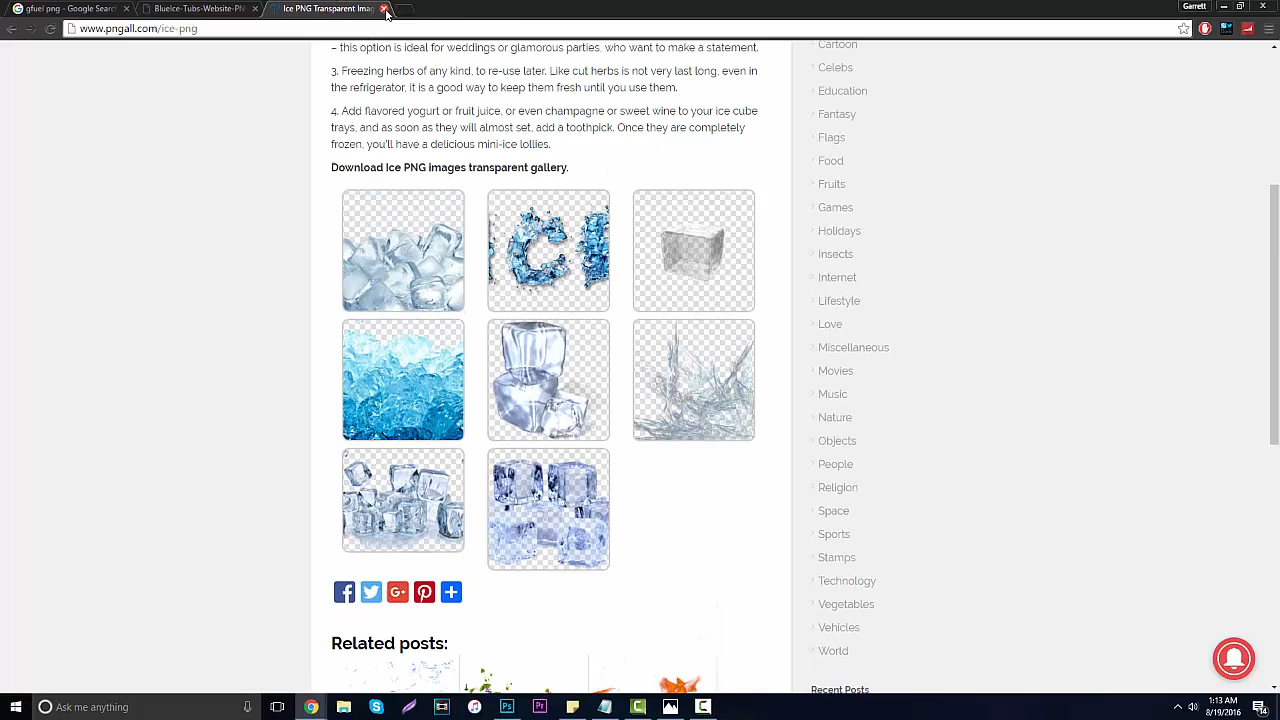 gfuel png - Google Search
BlueIce-Tubs-Website-PN
Ice PNG Transparent Imag
Garrett
www.pngall.com/ice-png
– this option is ideal for weddings or glamorous parties, who want to make a statement.
3. Freezing herbs of any kind, to re-use later. Like cut herbs is not very last long, even in
the refrigerator, it is a good way to keep them fresh until you use them.
4. Add flavored yogurt or fruit juice, or even champagne or sweet wine to your ice cube
trays, and as soon as they will almost set, add a toothpick. Once they are completely
frozen, you'll have a delicious mini-ice lollies.
Download Ice PNG images transparent gallery.
Related posts:
Cartoon
Celebs
Education
Fantasy
Flags
Food
Fruits
Games
Holidays
Insects
Internet
Lifestyle
Love
Miscellaneous
Movies
Music
Nature
Objects
People
Religion
Space
Sports
Stamps
Technology
Vegetables
Vehicles
World
Recent Posts
Ask me anything
1:13 AM
8/19/2016